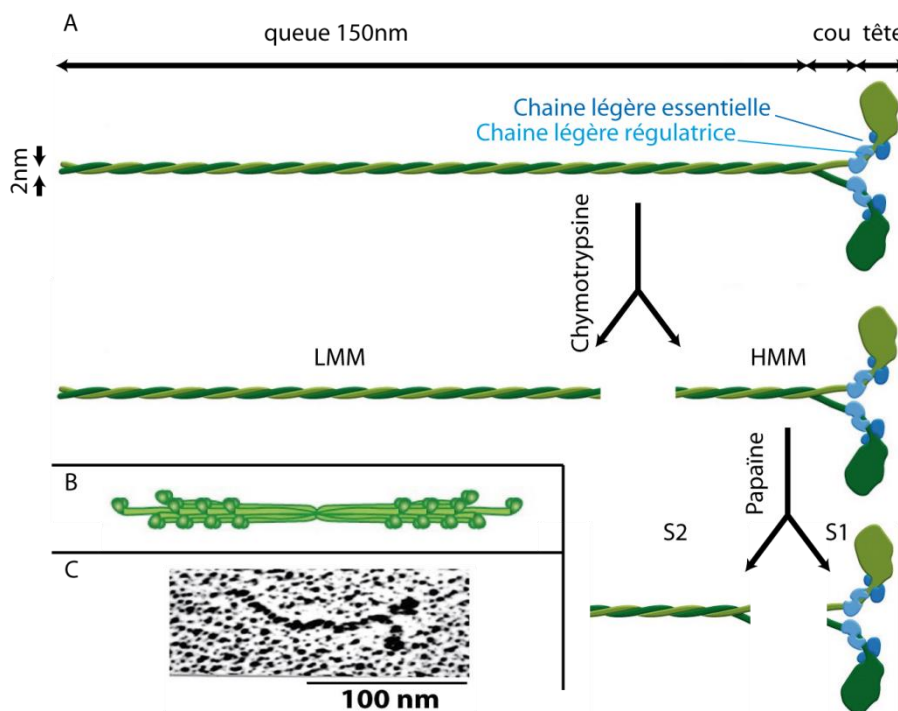 A
queue 150nm
cou
tête
Chaine légère essentielle
Chaine légère régulatrice
2nm
Chymotrypsine
LMM
HMM
Papaïne
B
S2
S1
C
100 nm